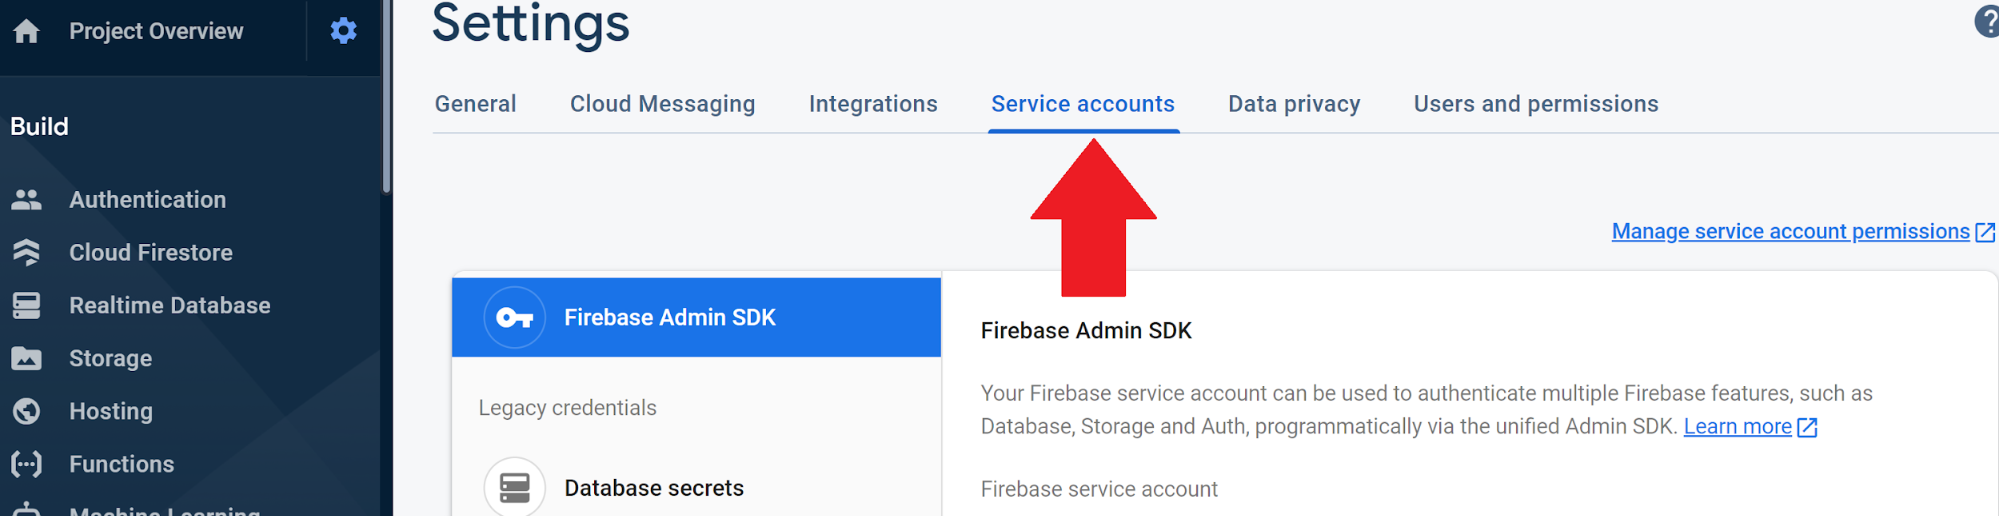 Project Overview
Build
Authentication
Cloud Firestore
Realtime Database
Storage
Hosting
Functions
Machine Learning
Settings
?
General Cloud Messaging Integrations Service accounts Data privacy Users and permissions
Manage service account permissions
Firebase Admin SDK
Legacy credentials
Database secrets
Firebase Admin SDK
Your Firebase service account can be used to authenticate multiple Firebase features, such as
Database, Storage and Auth, programmatically via the unified Admin SDK. Learn more
Firebase service account